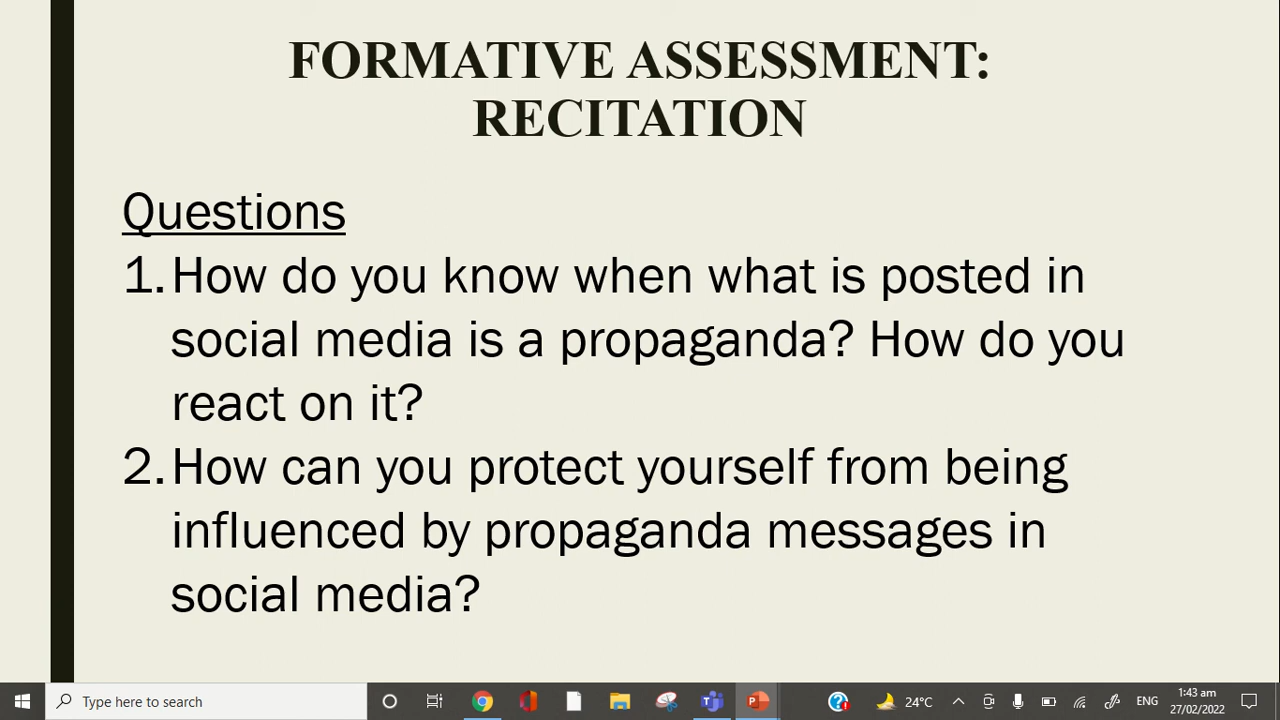 FORMATIVE ASSESSMENT:
RECITATION
Questions
1. How do you know when what is posted in
social media is a propaganda? How do you
react on it?
2. How can you protect yourself from being
influenced by propaganda messages in
social media?
Type here to search
24°C
ENG
1:43 am
27/02/2022